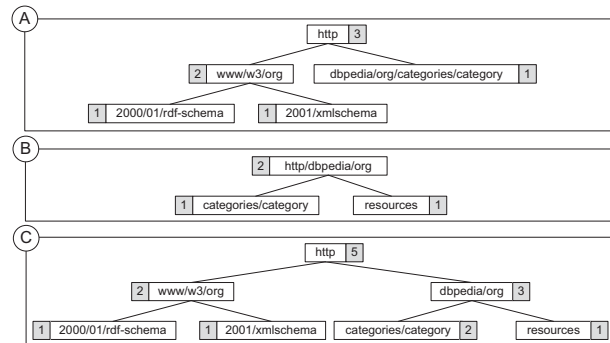 A
http 3
2 www/w3/org dbpedia/org/categories/category 1
1 2000/01/rdf-schema 1 2001/xmlschema
B
2 http/dbpedia/org
1 categories/category resources 1
C
http 5
2 www/w3/org dbpedia/org 3
1 2000/01/rdf-schema 1 2001/xmlschema categories/category 2 resources 1